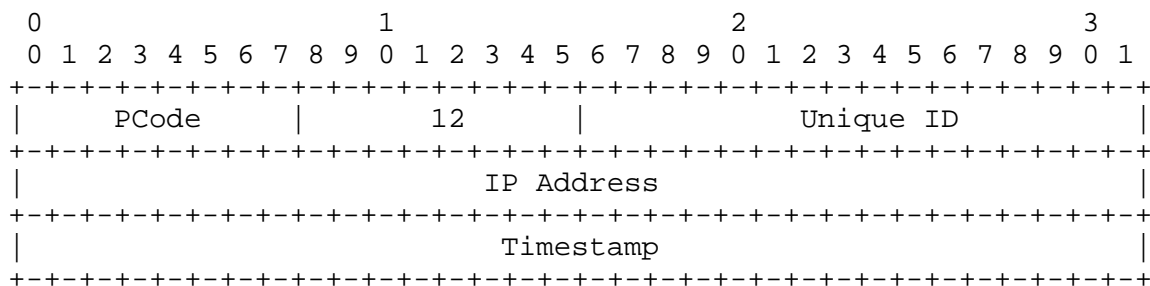 0                   1                   2                   3
0 1 2 3 4 5 6 7 8 9 0 1 2 3 4 5 6 7 8 9 0 1 2 3 4 5 6 7 8 9 0 1
+-+-+-+-+-+-+-+-+-+-+-+-+-+-+-+-+-+-+-+-+-+-+-+-+-+-+-+-+-+-+-+-+
|     PCode     |       12      |            Unique ID          |
+-+-+-+-+-+-+-+-+-+-+-+-+-+-+-+-+-+-+-+-+-+-+-+-+-+-+-+-+-+-+-+-+
|                          IP Address                           |
+-+-+-+-+-+-+-+-+-+-+-+-+-+-+-+-+-+-+-+-+-+-+-+-+-+-+-+-+-+-+-+-+
|                           Timestamp                           |
+-+-+-+-+-+-+-+-+-+-+-+-+-+-+-+-+-+-+-+-+-+-+-+-+-+-+-+-+-+-+-+-+